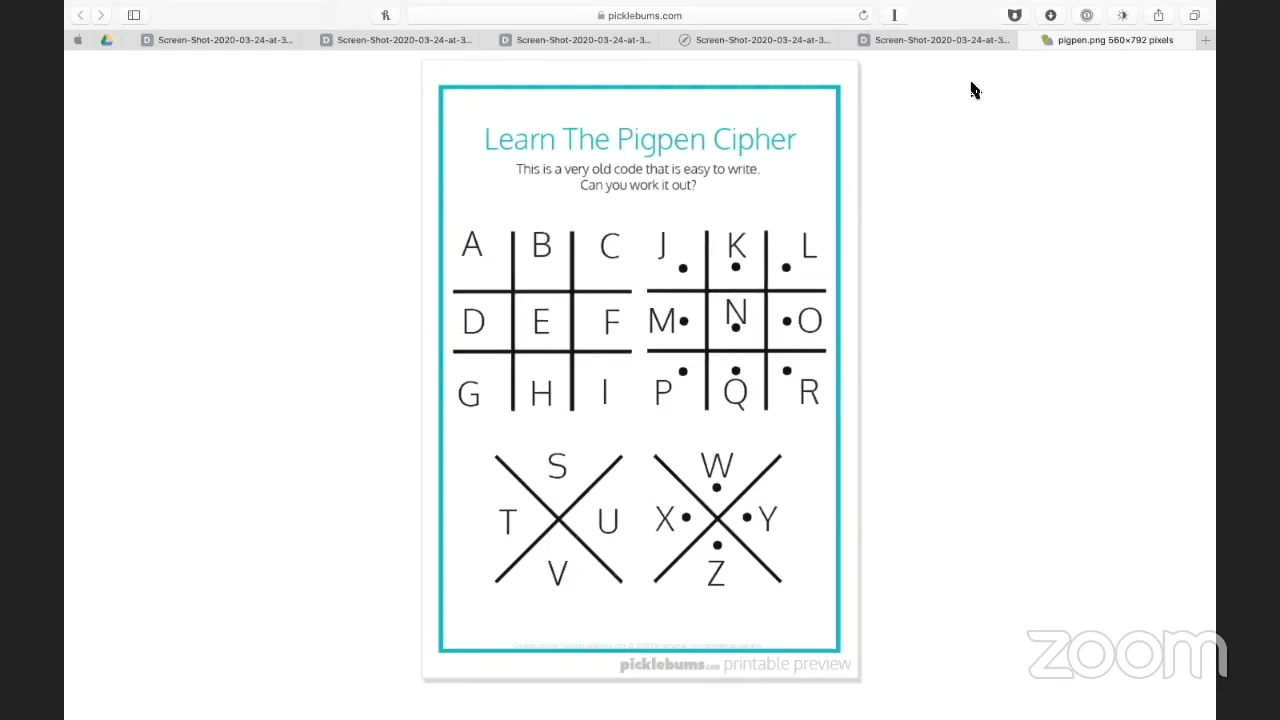 picklebums.com
Screen-Shot-2020-03-24-at-3...
Screen-Shot-2020-03-24-at-3...
Screen-Shot-2020-03-24-at-3...
Screen-Shot-2020-03-24-at-3...
Screen-Shot-2020-03-24-at-3...
pigpen.png 560×792 pixels
Learn The Pigpen Cipher
This is a very old code that is easy to write.
Can you work it out?
A B C J K L
D E F M N O
G H I P Q R
S W
T U X Y
V Z
picklebums.com printable preview
zoom